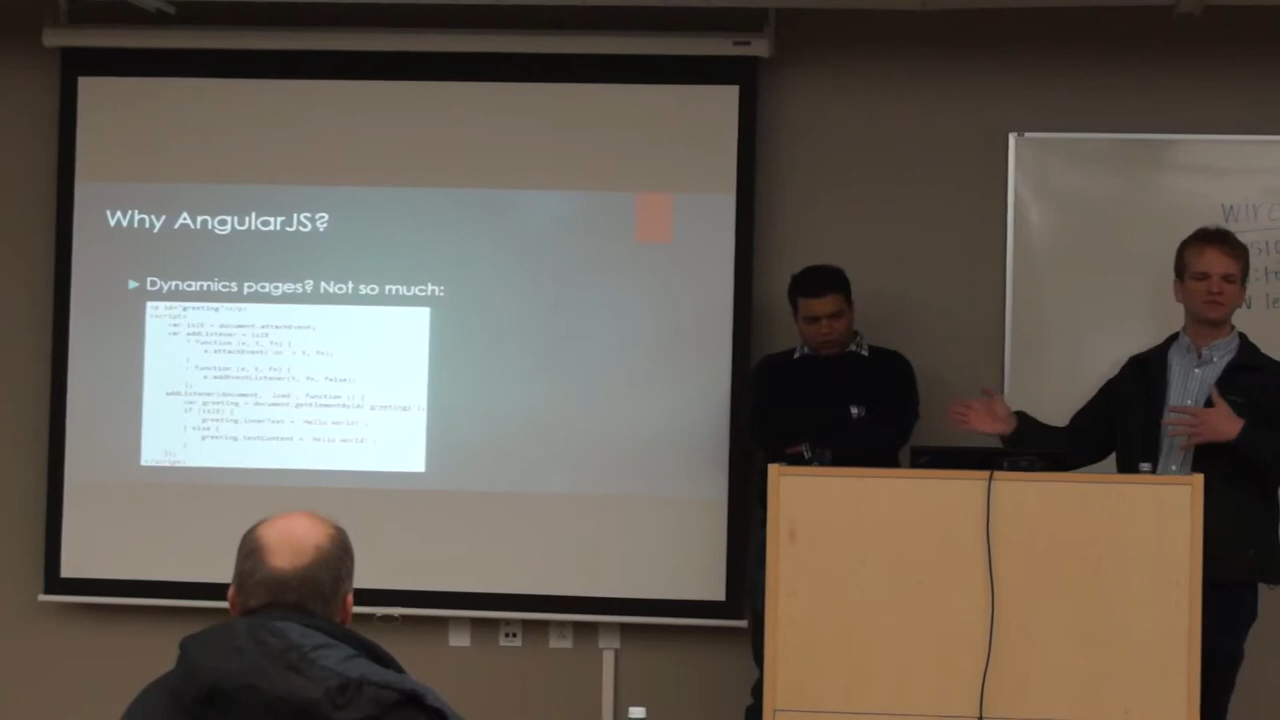 Why AngularJS?
Dynamics pages? Not so much:
<p id="greeting"></p>
<script>
var isIE = document.attachEvent;
var addListener = isIE
? function (e, t, fn) {
e.attachEvent('on' + t, fn);
}
: function (e, t, fn) {
e.addEventListener(t, fn, false);
};
addListener(document, 'load', function () {
var greeting = document.getElementById('greeting');
if (isIE) {
greeting.innerText = 'Hello World!';
} else {
greeting.textContent = 'Hello World!';
}
});
</script>